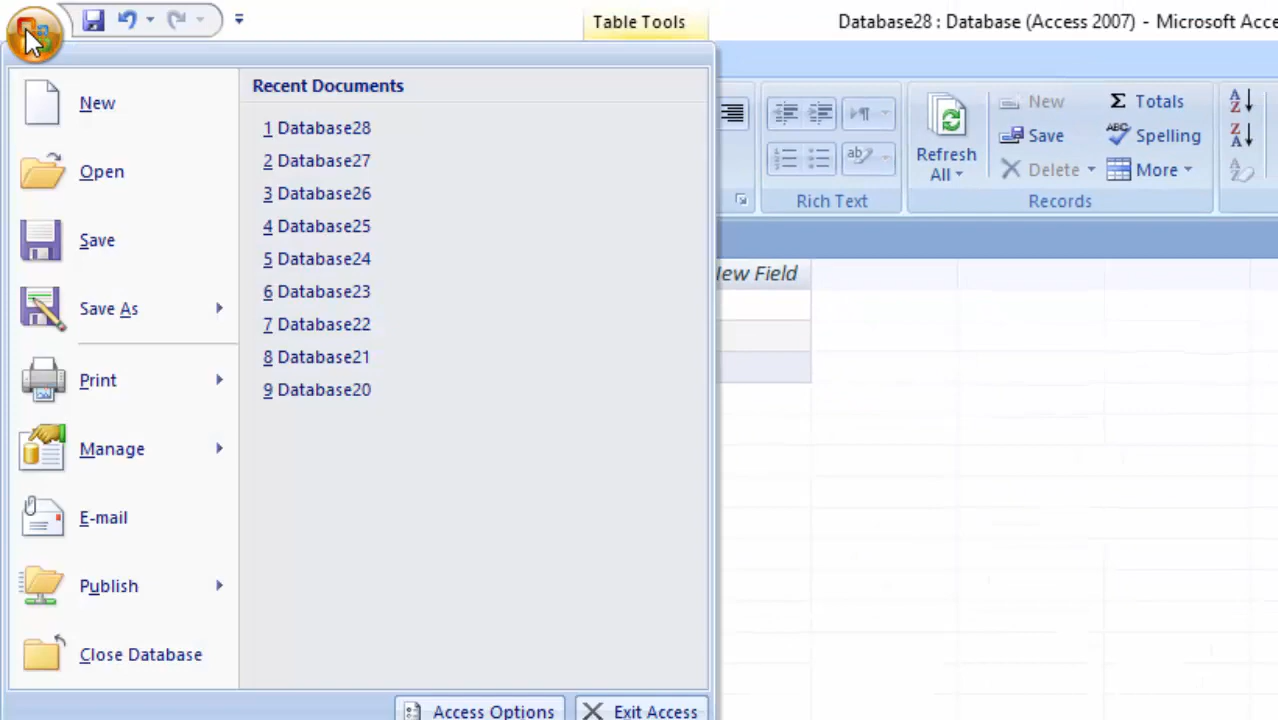 Table Tools
Database28 : Database (Access 2007) - Microsoft Acce
New
Open
Save
Save As
Print
Manage
E-mail
Publish
Close Database
Recent Documents
1 Database28
2 Database27
3 Database26
4 Database25
5 Database24
6 Database23
7 Database22
8 Database21
9 Database20
Access Options
Exit Access
Rich Text
Refresh
All
New
Save
Delete
Totals
Spelling
More
Records
ew Field